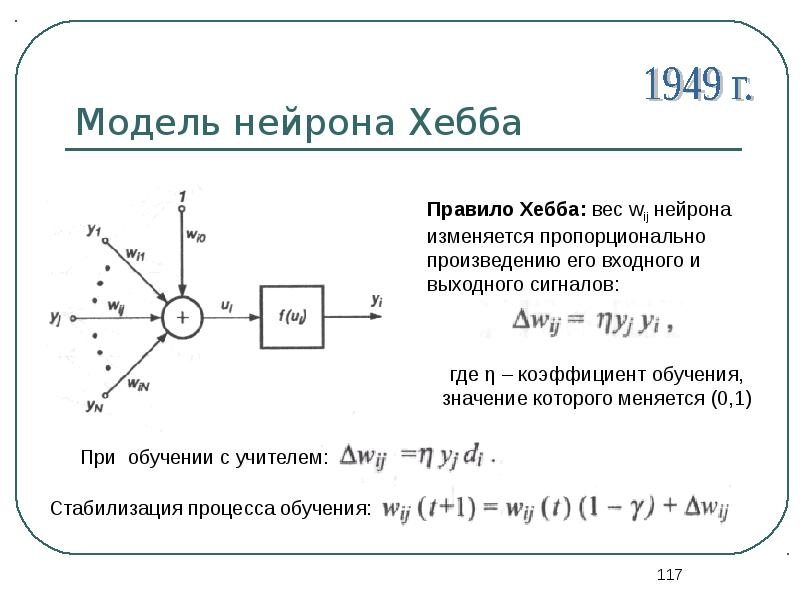 1949 г.
Модель нейрона Хебба
1
y1
wi0
wi1
yj
wij
+
ui
f(ui)
yi
wiN
yN
Правило Хебба: вес wij нейрона
изменяется пропорционально
произведению его входного и
выходного сигналов:
Δwij = ηyj yi ,
где η – коэффициент обучения,
значение которого меняется (0,1)
При обучении с учителем: Δwij =η yj di .
Стабилизация процесса обучения: wij (t+1) = wij (t) (1 – γ) + Δwij
117